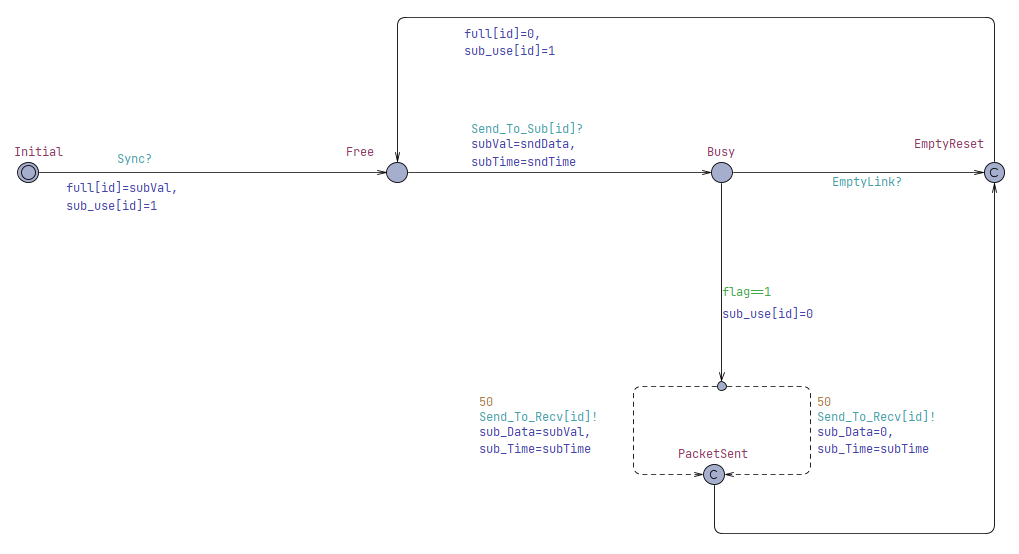 full[id]=0,
sub_use[id]=1
Send_To_Sub[id]?
subVal=sndData,
subTime=sndTime
Initial
Sync?
Free
Busy
EmptyReset
C
EmptyLink?
full[id]=subVal,
sub_use[id]=1
flag==1
sub_use[id]=0
50
Send_To_Recv[id]!
sub_Data=subVal,
sub_Time=subTime
50
Send_To_Recv[id]!
sub_Data=0,
sub_Time=subTime
PacketSent
C